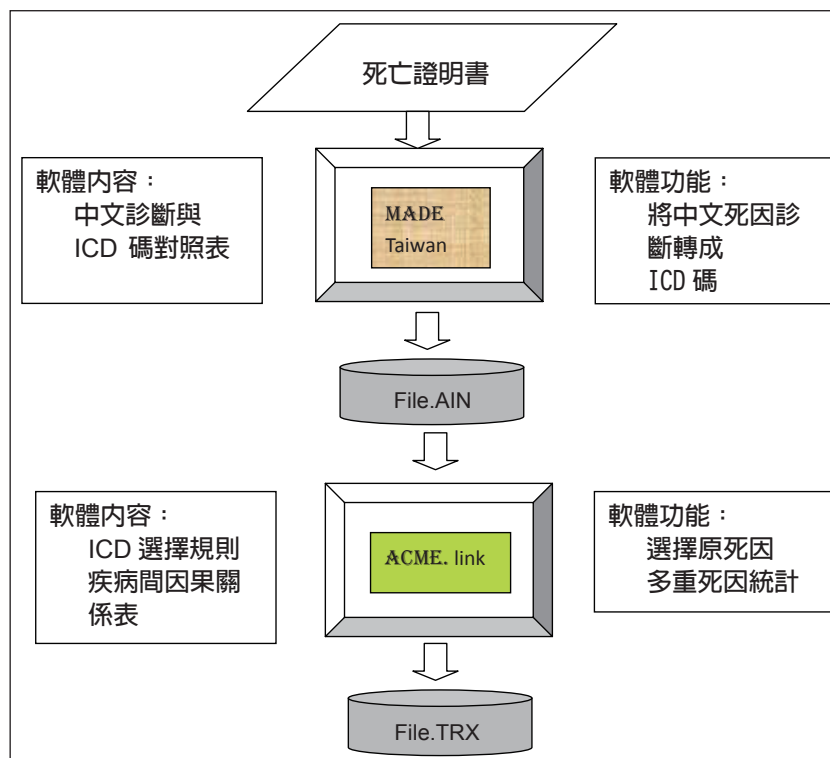 死亡證明書
軟體內容：
中文診斷與
ICD 碼對照表
MADE
Taiwan
軟體功能：
將中文死因診
斷轉成
ICD 碼
File.AIN
軟體內容：
ICD 選擇規則
疾病間因果關
係表
ACME. link
軟體功能：
選擇原死因
多重死因統計
File.TRX